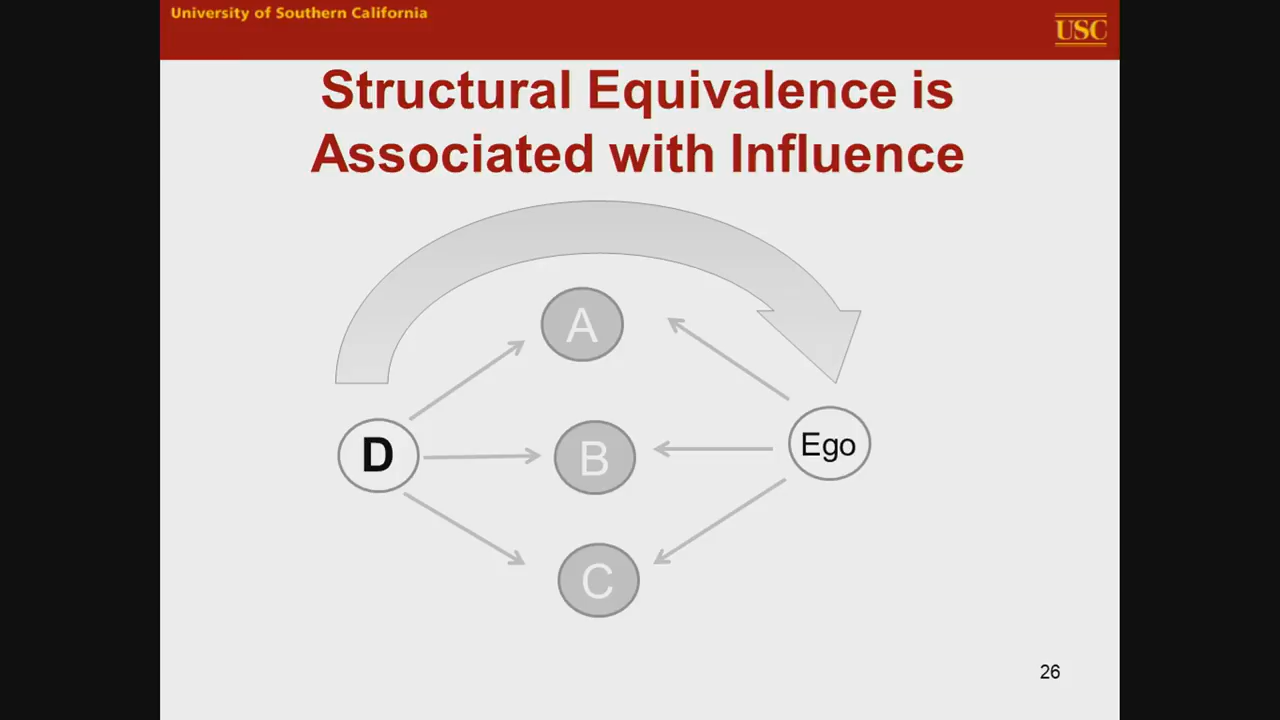 University of Southern California
USC
Structural Equivalence is
Associated with Influence
A
D
B
Ego
C
26